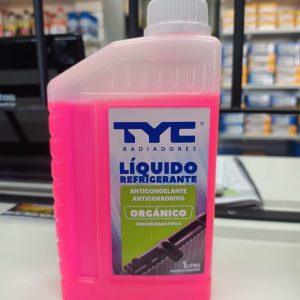 TYC®
RADIADORES
LÍQUIDO
REFRIGERANTE
ANTICONGELANTE
ANTICORROSIVO
ORGÁNICO
CONCENTRADO TIPO A
1 LITRO